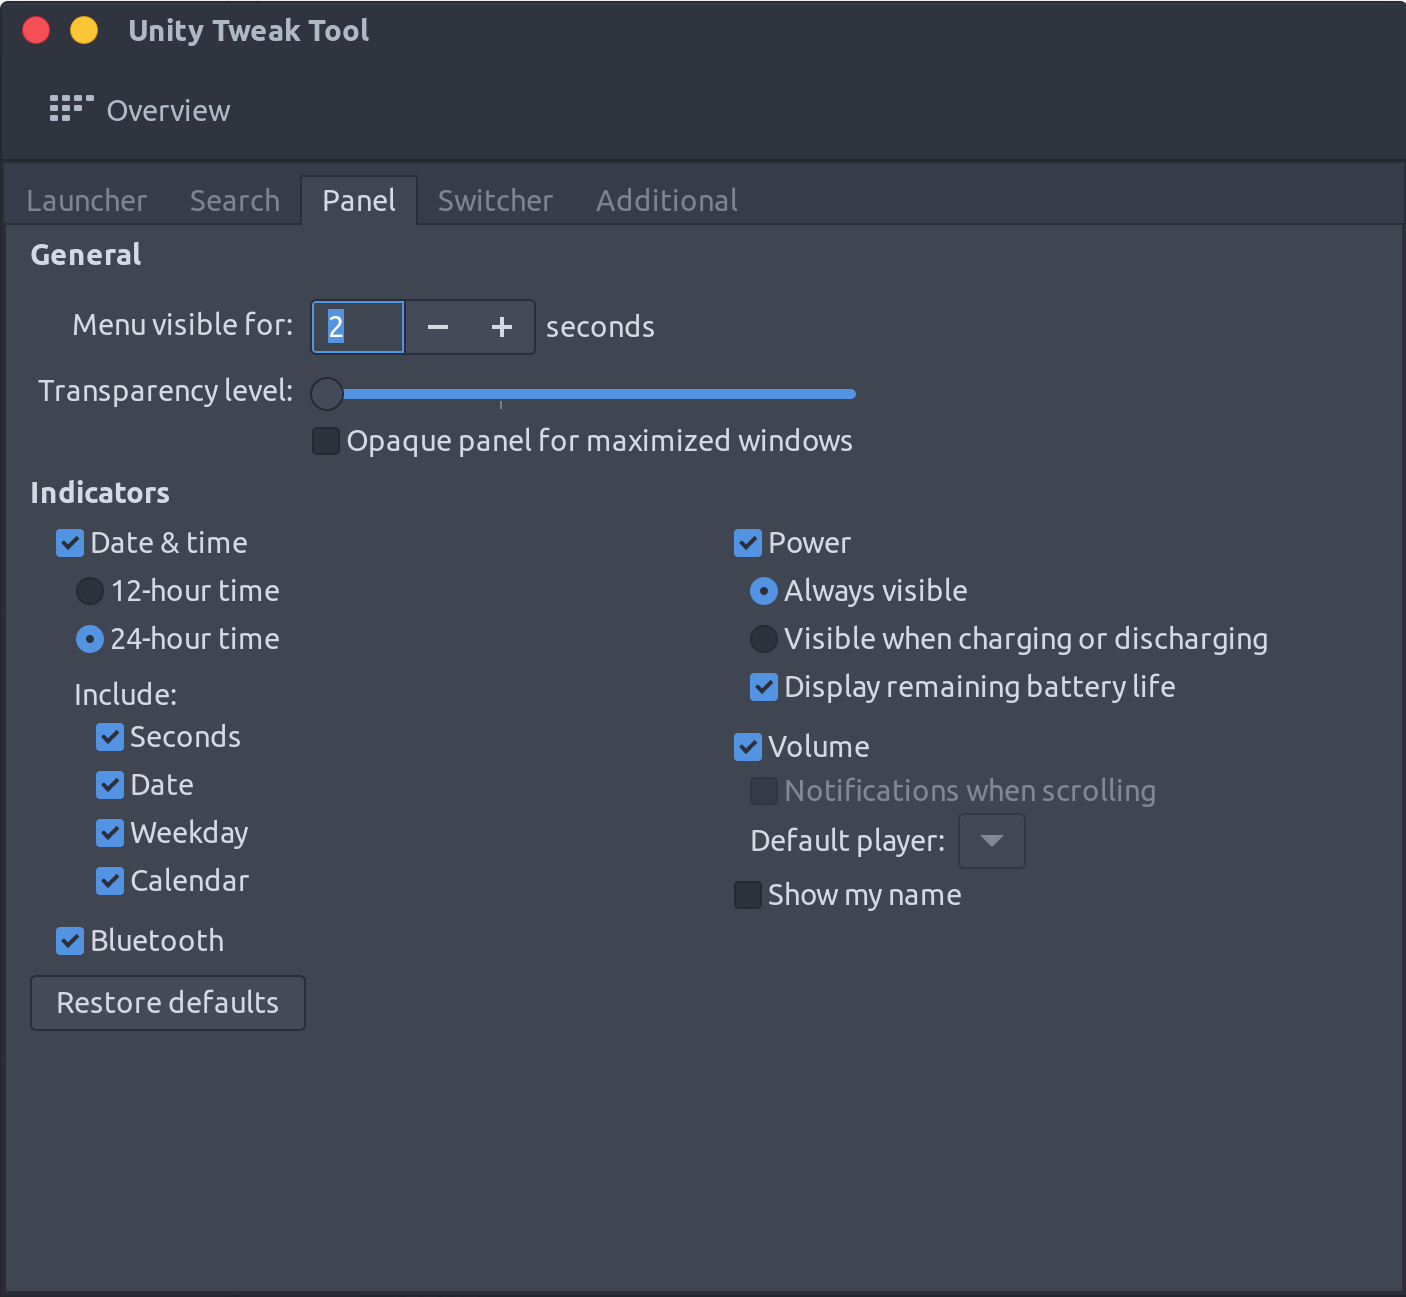 Unity Tweak Tool
Overview
Launcher Search Panel Switcher Additional
General
Menu visible for: 2 − + seconds
Transparency level:
Opaque panel for maximized windows
Indicators
Date & time
12-hour time
24-hour time
Include:
Seconds
Date
Weekday
Calendar
Bluetooth
Power
Always visible
Visible when charging or discharging
Display remaining battery life
Volume
Notifications when scrolling
Default player:
Show my name
Restore defaults